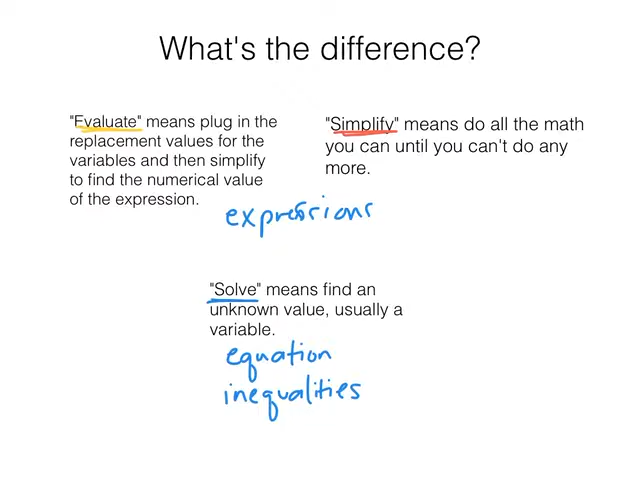 What's the difference?
"Evaluate" means plug in the
replacement values for the
variables and then simplify
to find the numerical value
of the expression.
"Simplify" means do all the math
you can until you can't do any
more.
expressions
"Solve" means find an
unknown value, usually a
variable.
equation
inequalities